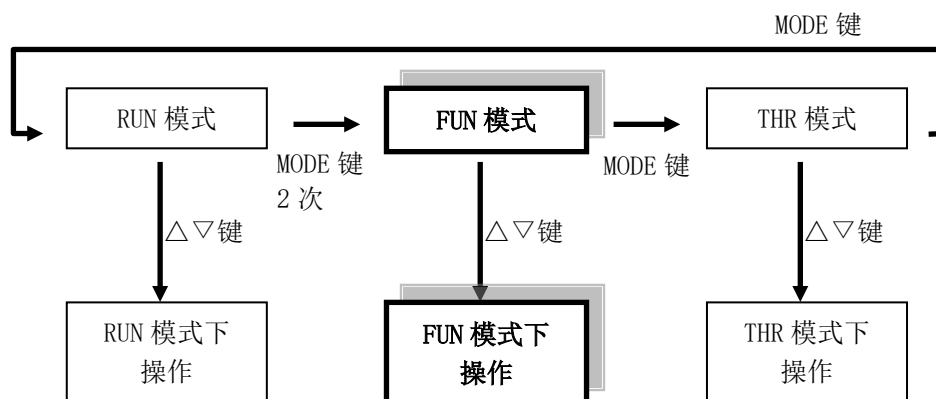 MODE 键
RUN 模式
FUN 模式
THR 模式
MODE 键
2 次
MODE 键
△▽键
△▽键
△▽键
RUN 模式下
操作
FUN 模式下
操作
THR 模式下
操作